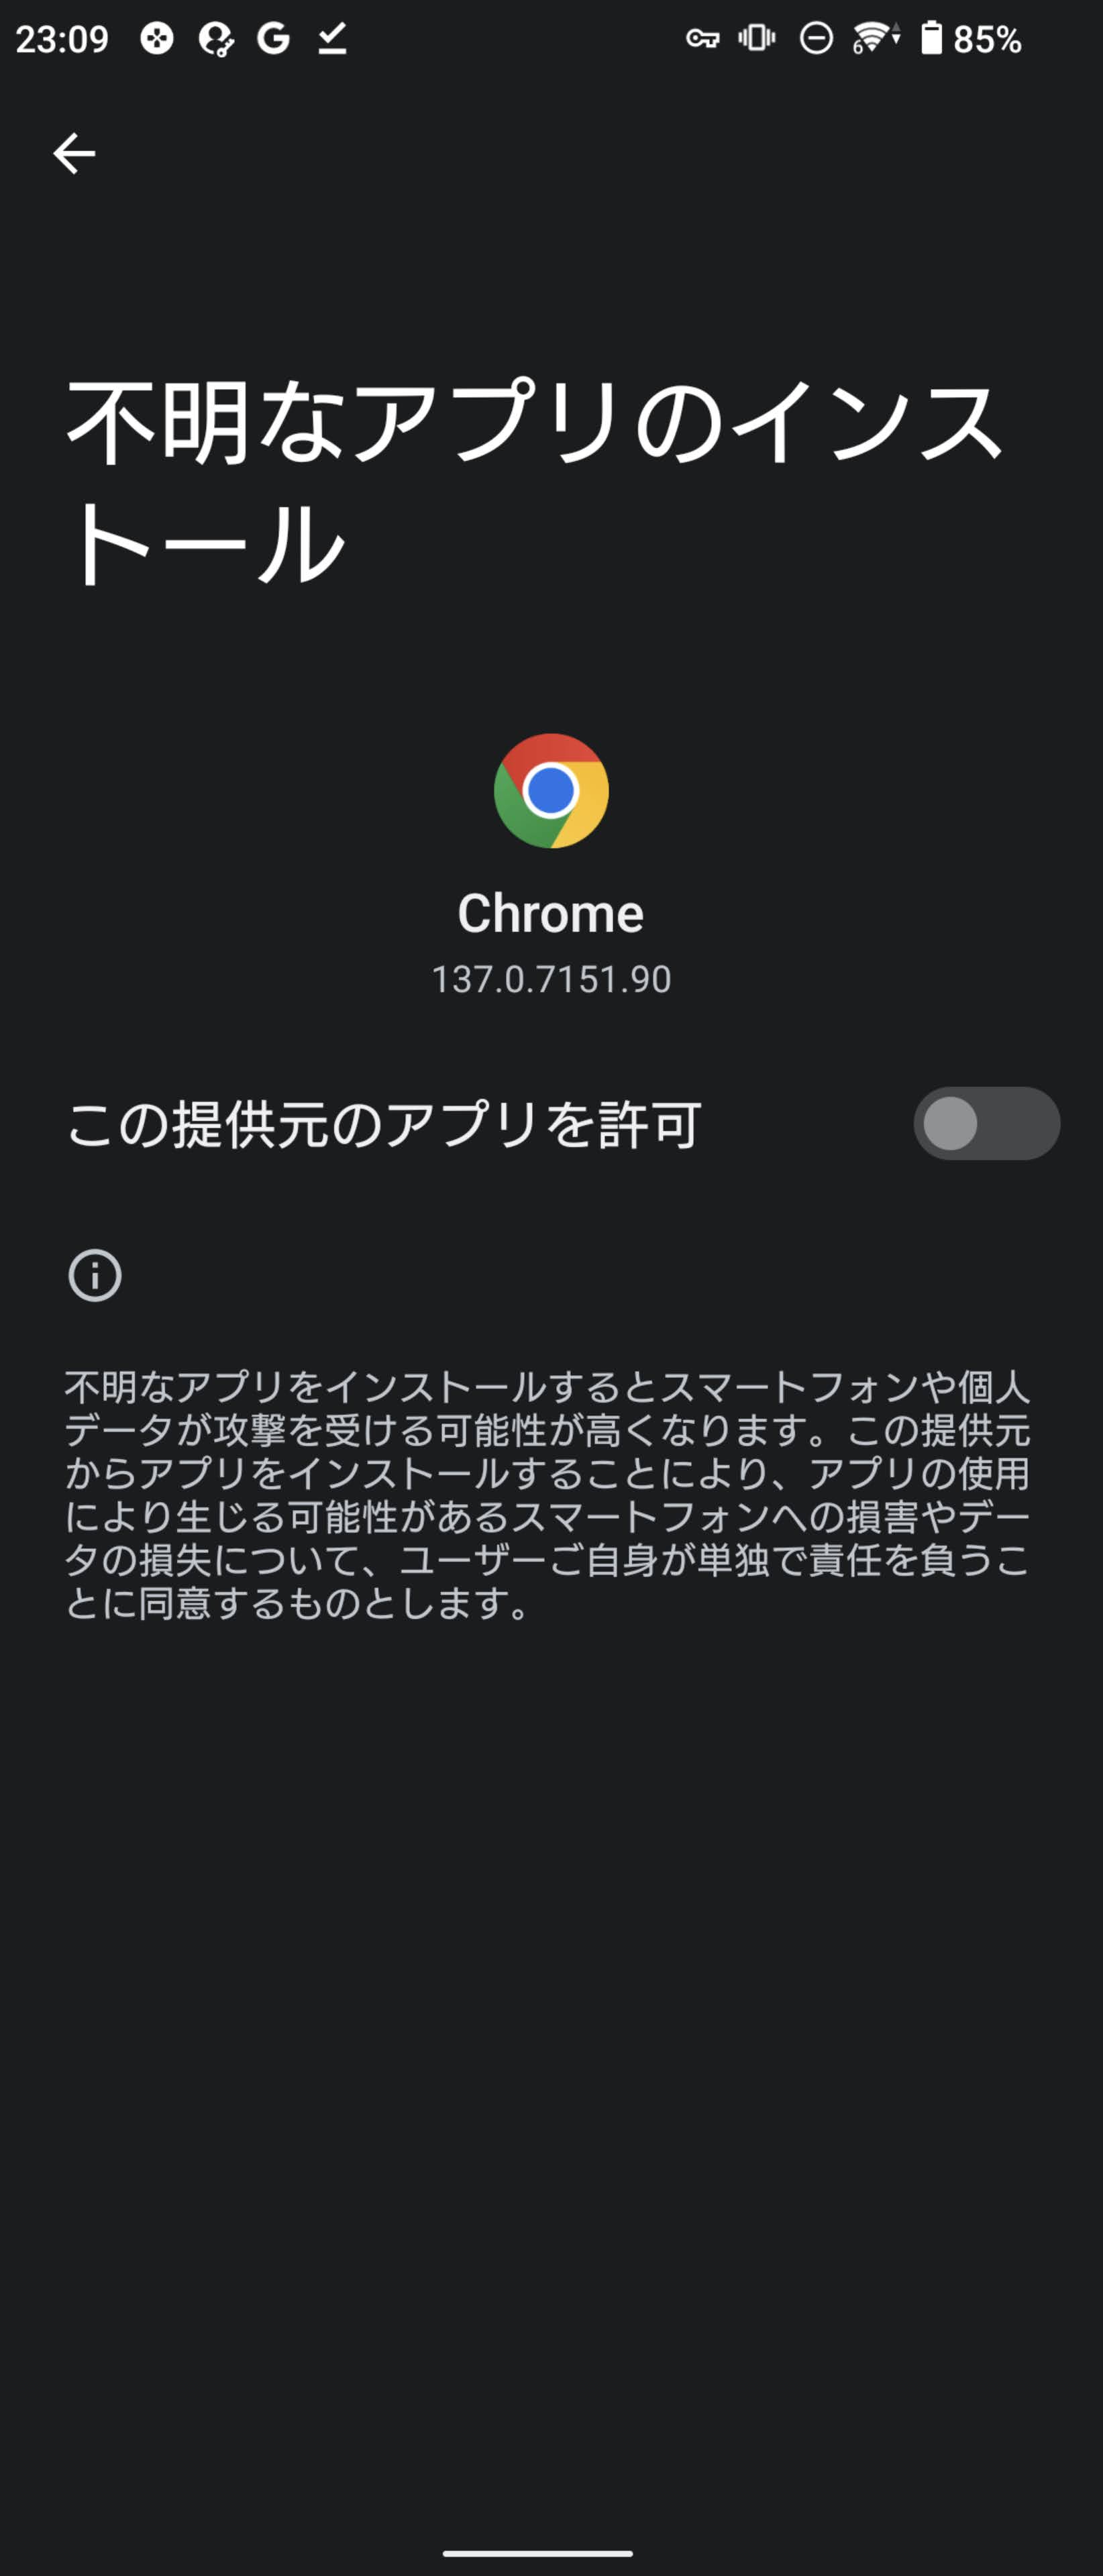 23:09 85%
不明なアプリのインス
トール
Chrome
137.0.7151.90
この提供元のアプリを許可
不明なアプリをインストールするとスマートフォンや個人
データが攻撃を受ける可能性が高くなります。この提供元
からアプリをインストールすることにより、アプリの使用
により生じる可能性があるスマートフォンへの損害やデー
タの損失について、ユーザーご自身が単独で責任を負うこ
とに同意するものとします。